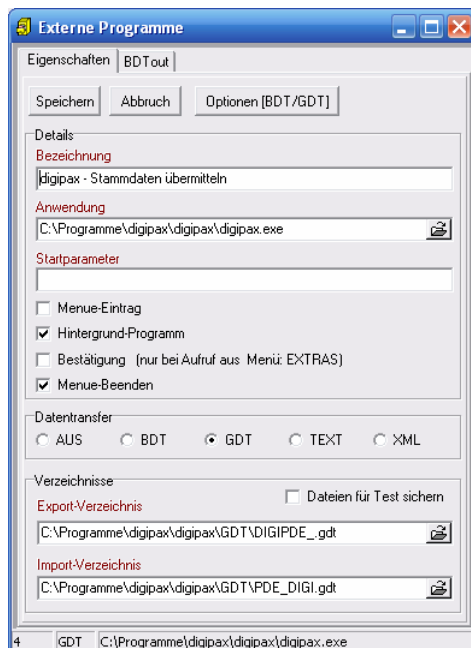 Externe Programme
Eigenschaften BDTout
Speichern Abbruch Optionen [BDT/GDT]
Details
Bezeichnung
digipax - Stammdaten übermitteln
Anwendung
C:\Programme\digipax\digipax\digipax.exe
Startparameter
Menue-Eintrag
Hintergrund-Programm
Bestätigung (nur bei Aufruf aus Menü: EXTRAS)
Menue-Beenden
Datentransfer
AUS BDT GDT TEXT XML
Verzeichnisse
Dateien für Test sichern
Export-Verzeichnis
C:\Programme\digipax\digipax\GDT\DIGIPDE_.gdt
Import-Verzeichnis
C:\Programme\digipax\digipax\GDT\PDE_DIGI.gdt
4 GDT C:\Programme\digipax\digipax\digipax.exe